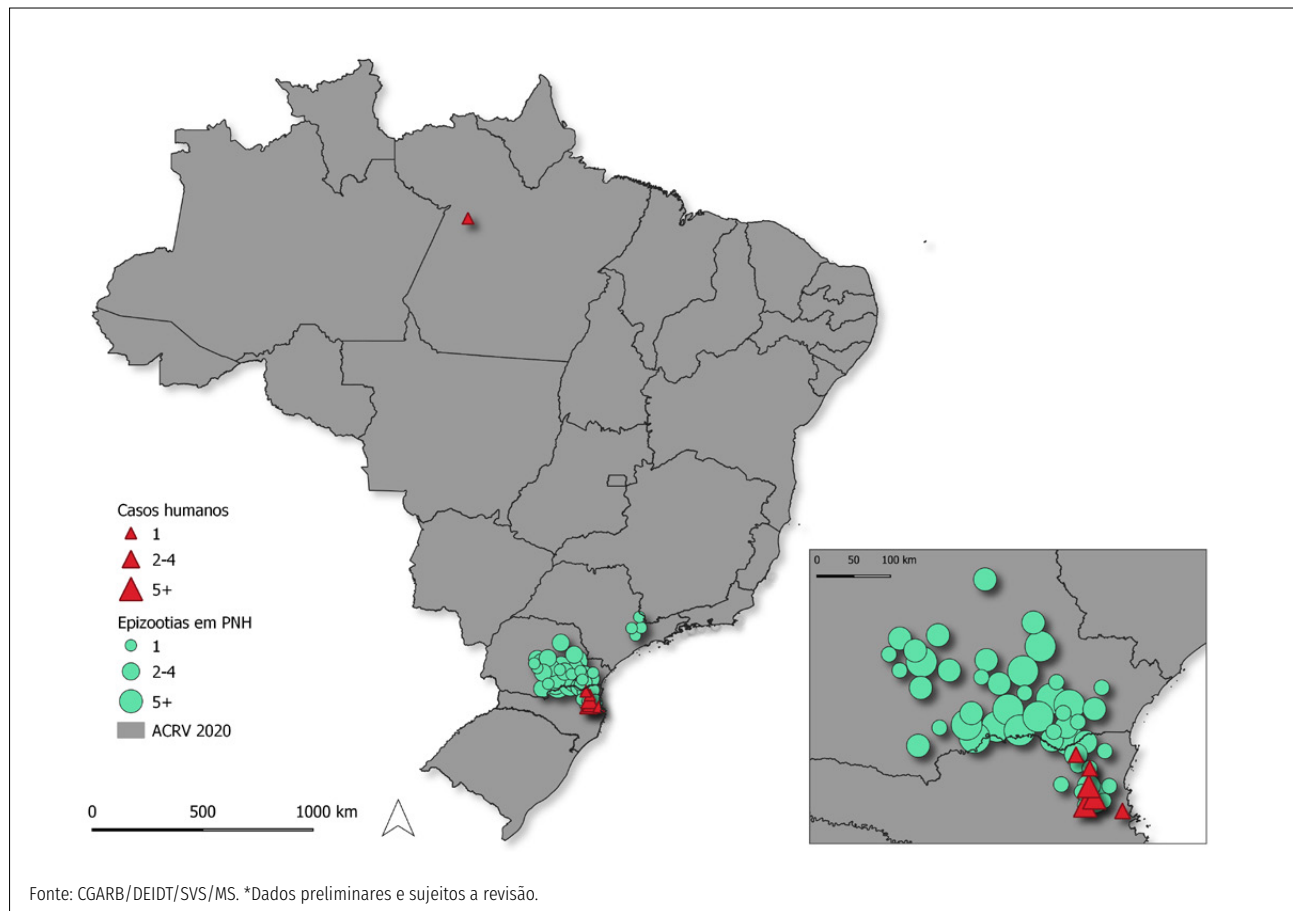 Casos humanos
1
2-4
5+
Epizootias em PNH
1
2-4
5+
ACRV 2020
0 500 1000 km
0 50 100 km
Fonte: CGARB/DEIDT/SVS/MS. *Dados preliminares e sujeitos a revisão.